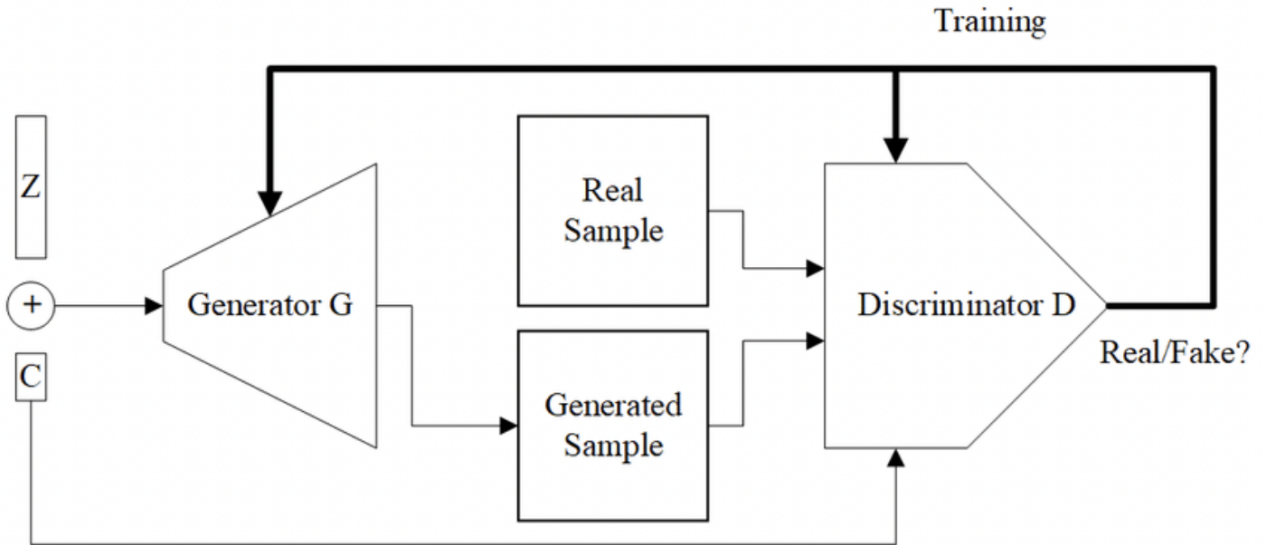 Training
Z
+
C
Generator G
Real
Sample
Generated
Sample
Discriminator D
Real/Fake?